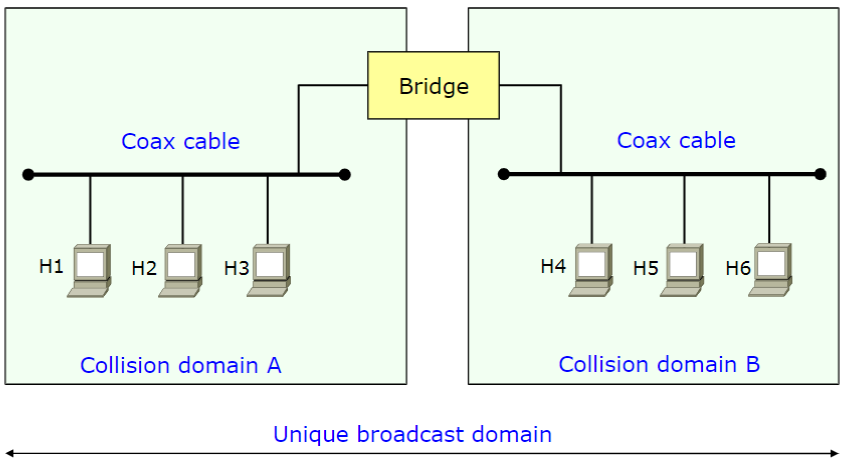 Bridge
Coax cable
Coax cable
H1
H2
H3
H4
H5
H6
Collision domain A
Collision domain B
Unique broadcast domain